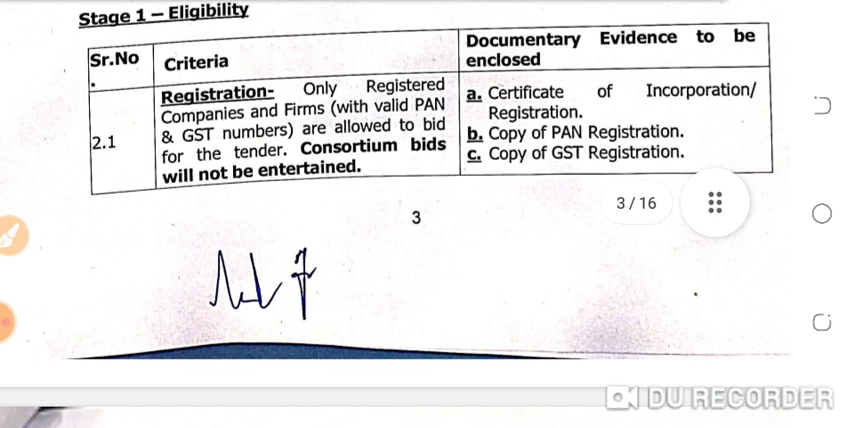 Stage 1 – Eligibility
Sr.No
.
Criteria
Documentary Evidence to be
enclosed
2.1
Registration- Only Registered
Companies and Firms (with valid PAN
& GST numbers) are allowed to bid
for the tender. Consortium bids
will not be entertained.
a. Certificate of Incorporation/
Registration.
b. Copy of PAN Registration.
c. Copy of GST Registration.
3 / 16
3
DU RECORDER